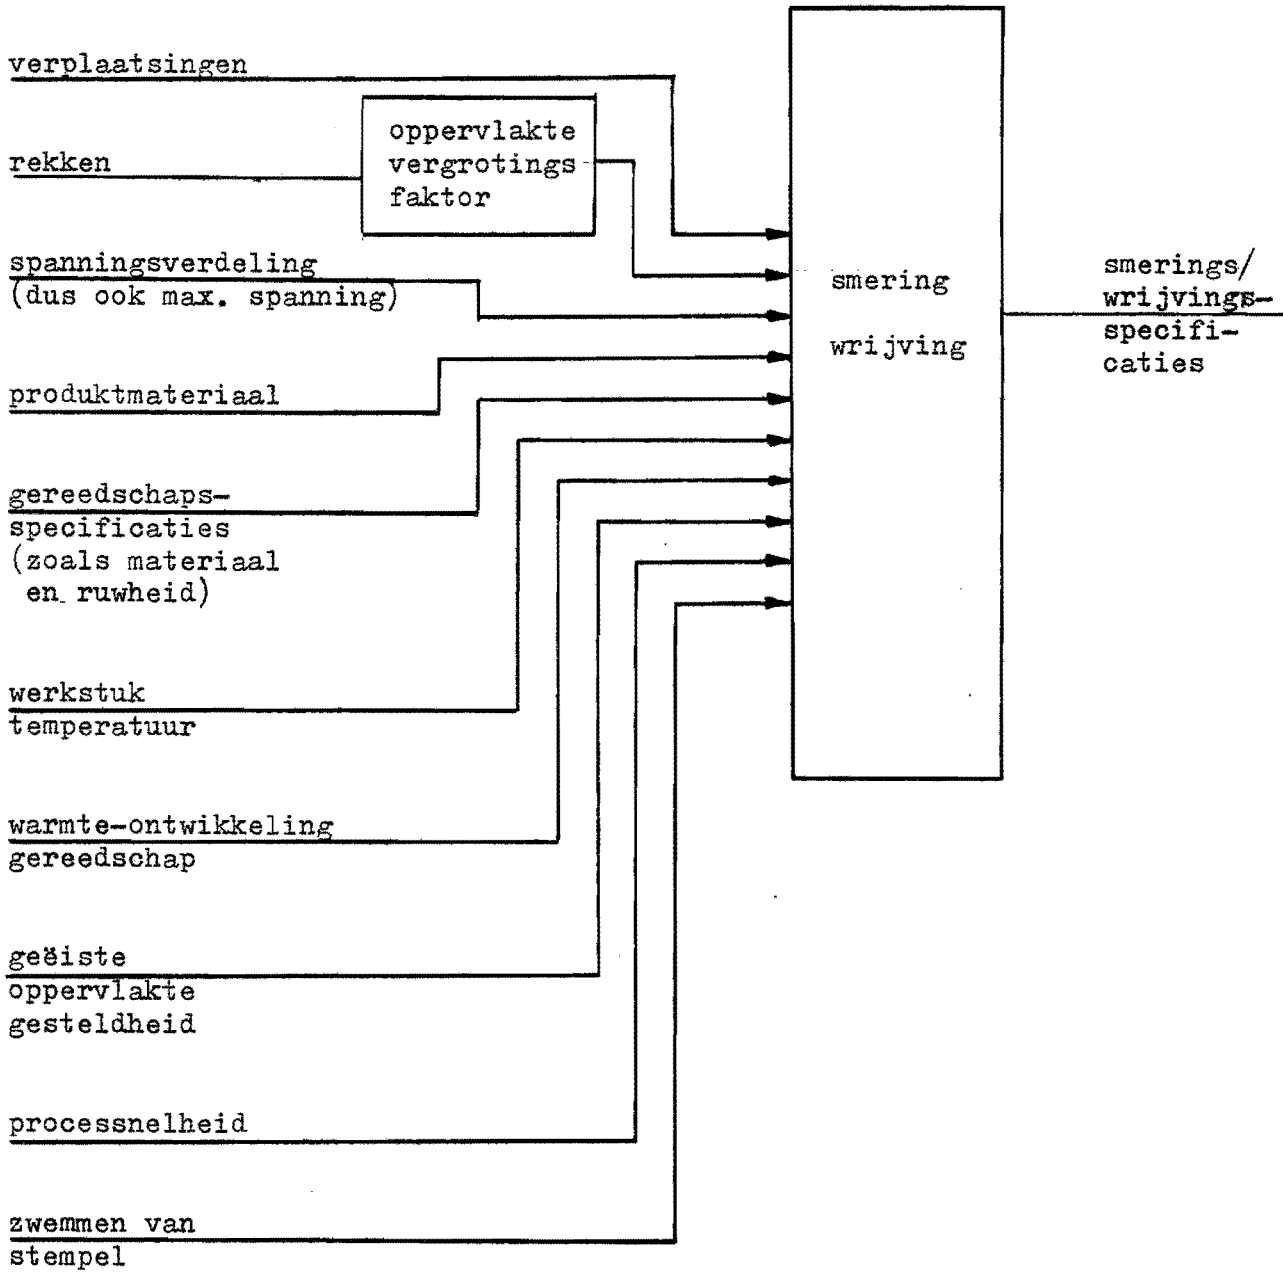 verplaatsingen
oppervlakte
vergrotings
faktor
rekken
spanningsverdeling
(dus ook max. spanning)
produktmateriaal
gereedschaps-
specificaties
(zoals materiaal
en ruwheid)
werkstuk
temperatuur
warmte-ontwikkeling
gereedschap
geëiste
oppervlakte
gesteldheid
processnelheid
zwemmen van
stempel
smering
wrijving
smerings/
wrijvings-
specifi-
caties